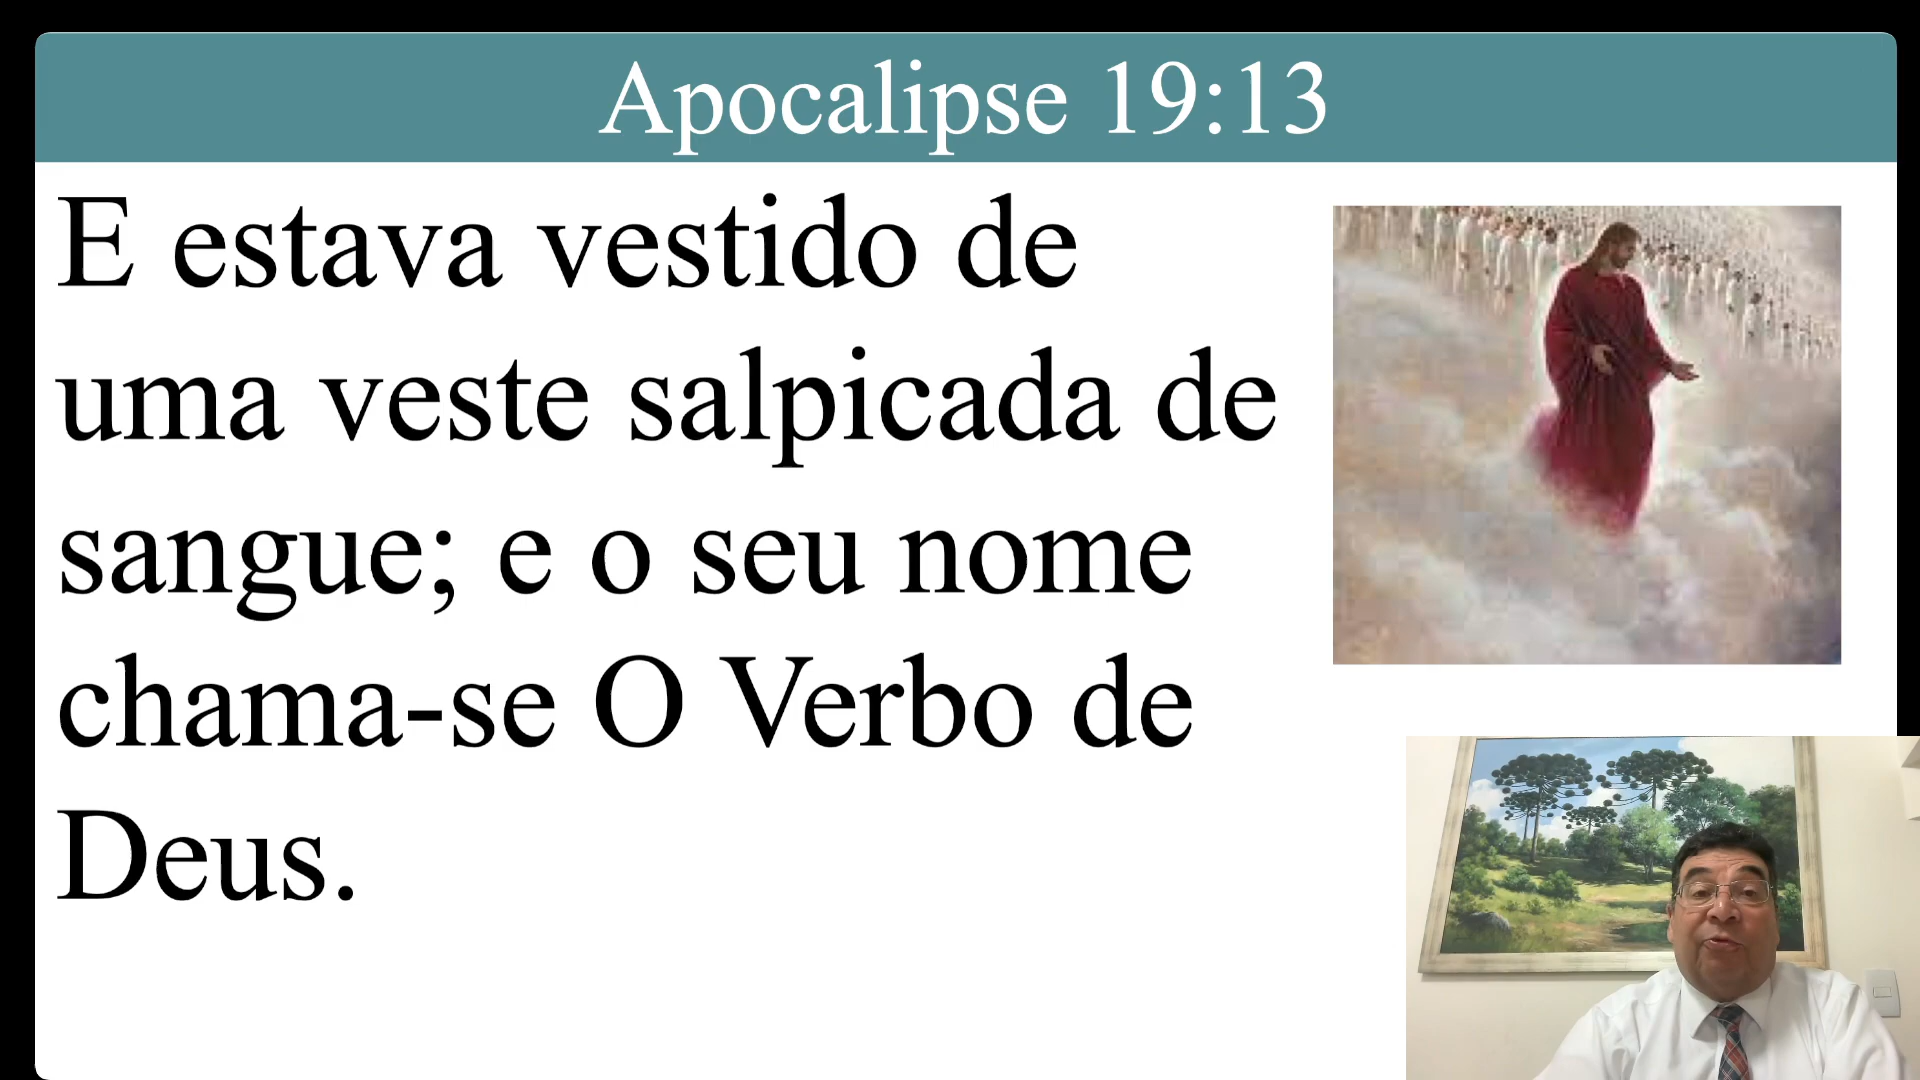 Apocalipse 19:13
E estava vestido de
uma veste salpicada de
sangue; e o seu nome
chama-se O Verbo de
Deus.